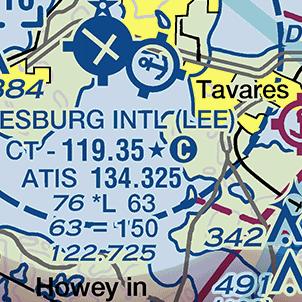 884
Tavares
ESBURG INTL (LEE)
CT - 119.35 ★ C
ATIS 134.325
76 *L 63
63 = 150
122.725
342
491
Howey in